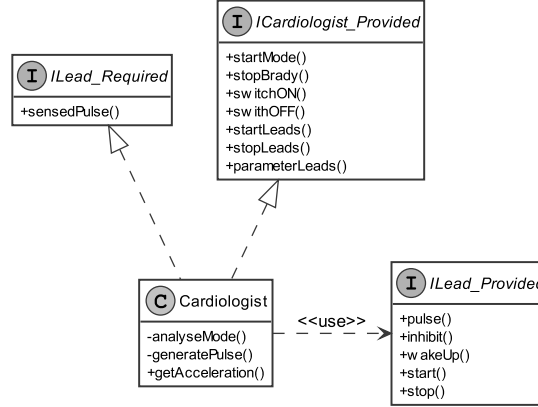 I ICardiologist_Provided
+startMode()
+stopBrady()
+switchON()
+swithOFF()
+startLeads()
+stopLeads()
+parameterLeads()
I ILead_Required
+sensedPulse()
C Cardiologist
-analyseMode()
-generatePulse()
+getAcceleration()
<<use>>
I ILead_Provided
+pulse()
+inhibit()
+wakeUp()
+start()
+stop()